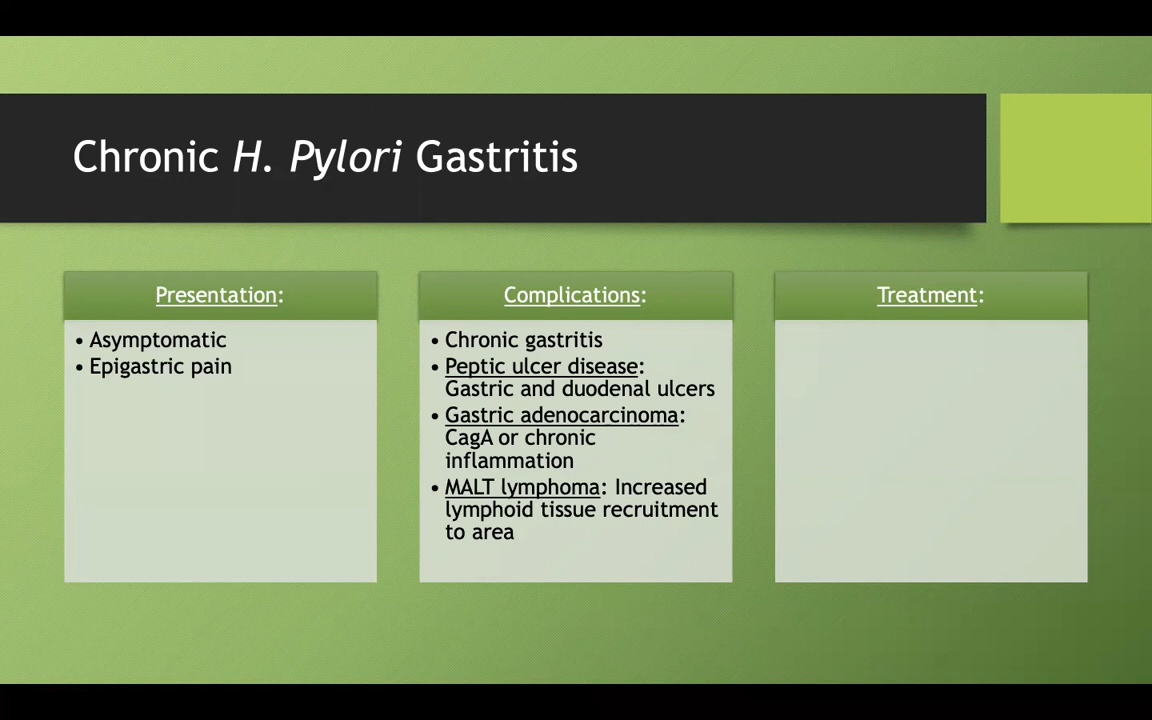 Chronic H. Pylori Gastritis
Presentation:
• Asymptomatic
• Epigastric pain
Complications:
• Chronic gastritis
• Peptic ulcer disease:
Gastric and duodenal ulcers
• Gastric adenocarcinoma:
CagA or chronic
inflammation
• MALT lymphoma: Increased
lymphoid tissue recruitment
to area
Treatment: